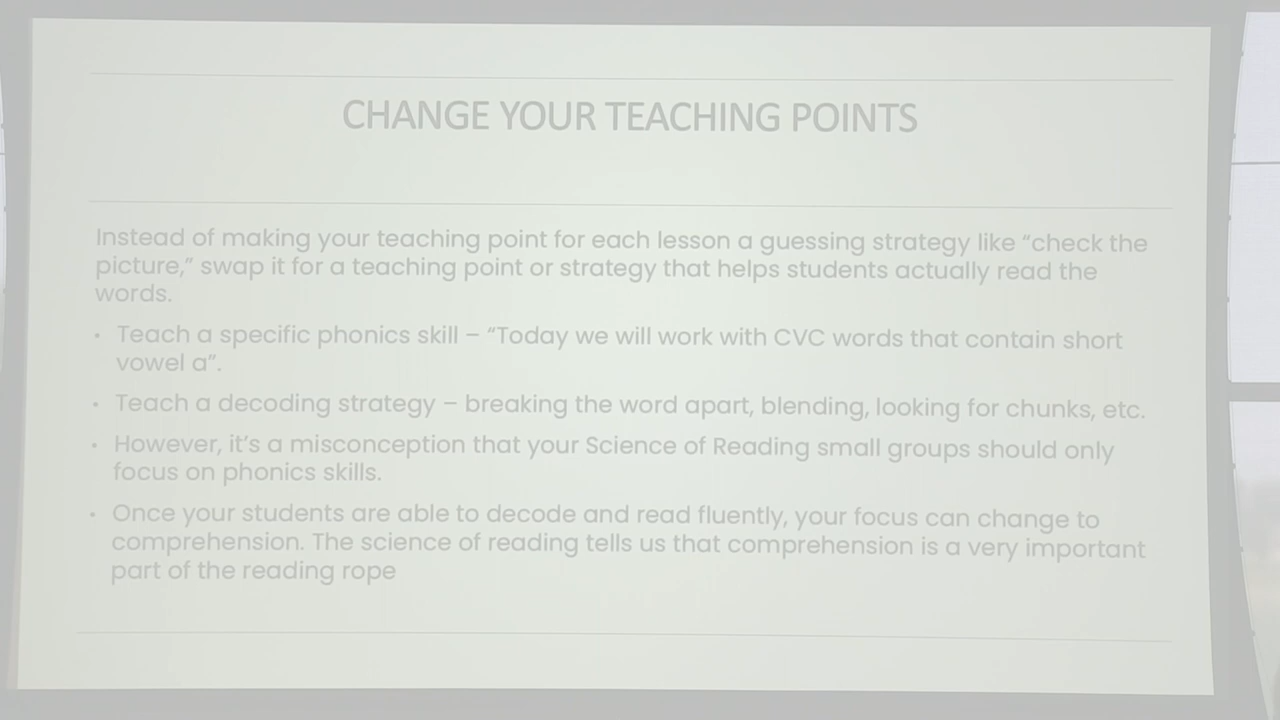 CHANGE YOUR TEACHING POINTS
Instead of making your teaching point for each lesson a guessing strategy like “check the
picture,” swap it for a teaching point or strategy that helps students actually read the
words.
• Teach a specific phonics skill – “Today we will work with CVC words that contain short
vowel a”.
• Teach a decoding strategy – breaking the word apart, blending, looking for chunks, etc.
• However, it’s a misconception that your Science of Reading small groups should only
focus on phonics skills.
• Once your students are able to decode and read fluently, your focus can change to
comprehension. The science of reading tells us that comprehension is a very important
part of the reading rope